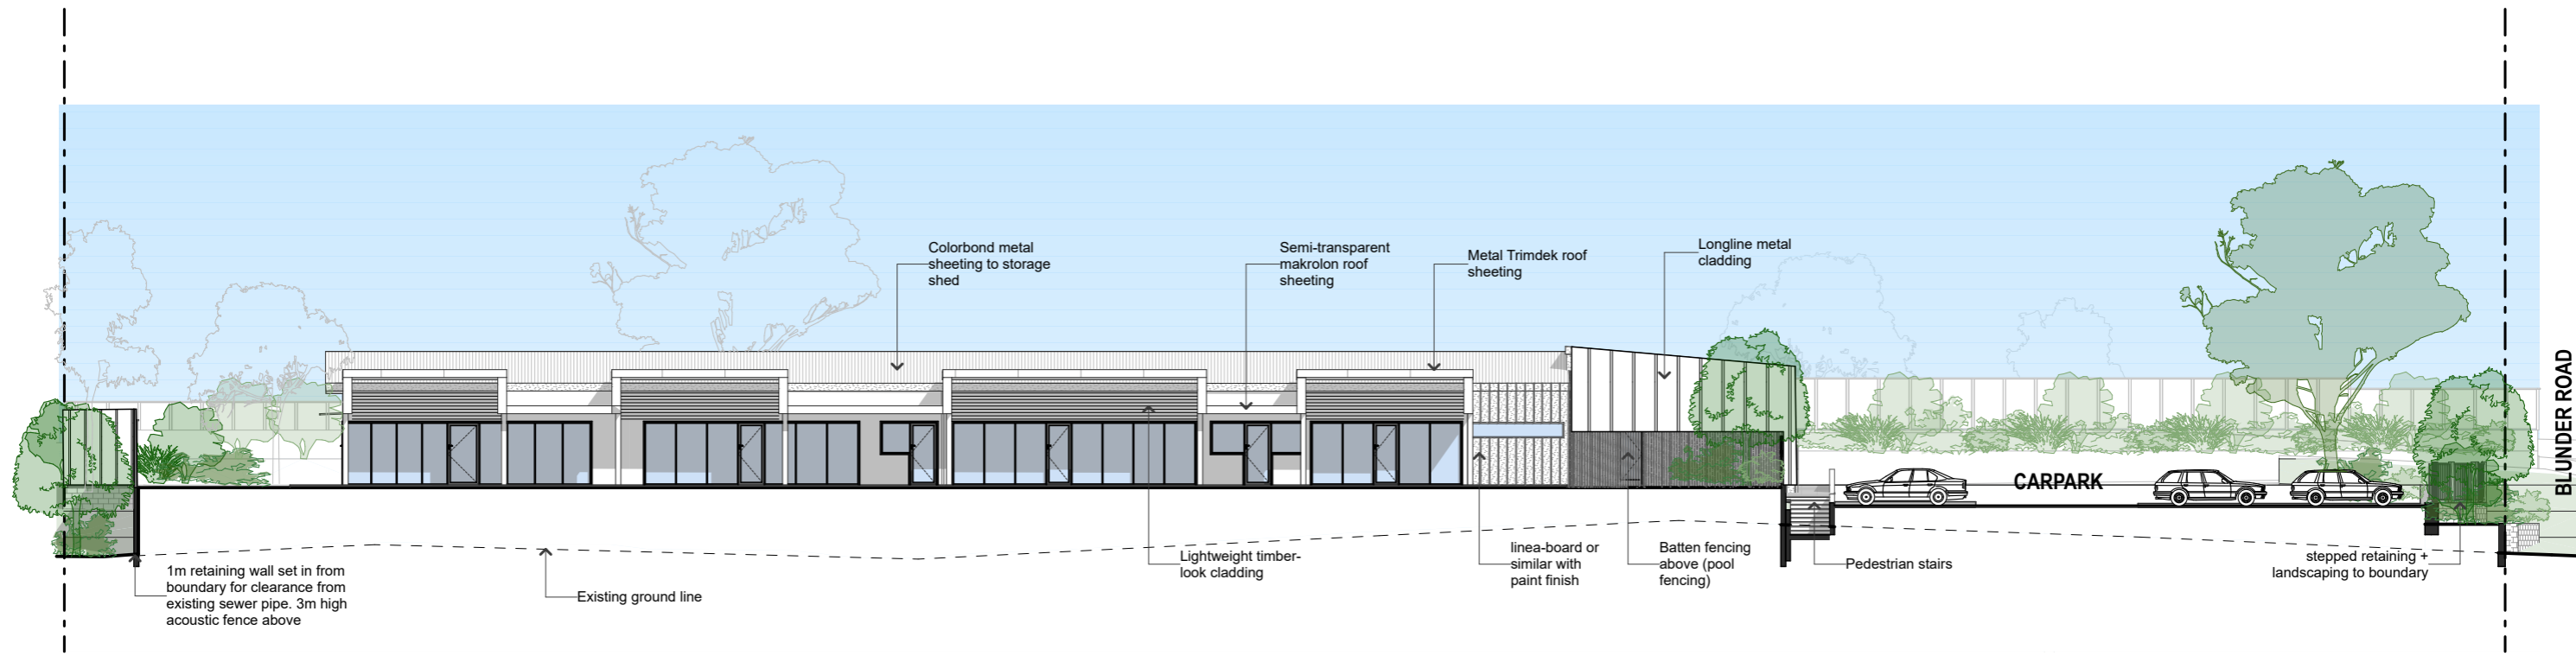 Colorbond metal
sheeting to storage
shed
Semi-transparent
makrolon roof
sheeting
Metal Trimdek roof
sheeting
Longline metal
cladding
CARPARK
BLUNDER ROAD
1m retaining wall set in from
boundary for clearance from
existing sewer pipe. 3m high
acoustic fence above
Existing ground line
Lightweight timber-
look cladding
linea-board or
similar with
paint finish
Batten fencing
above (pool
fencing)
Pedestrian stairs
stepped retaining +
landscaping to boundary